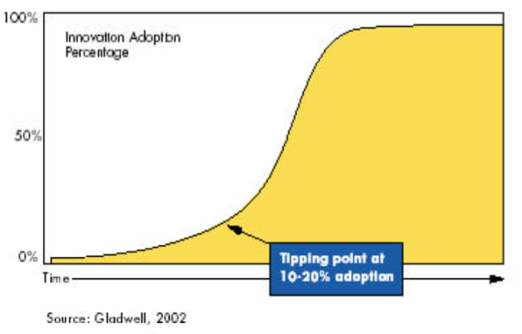 100%
Innovation Adoption
Percentage
50%
0%
Tipping point at
10-20% adoption
Time
Source: Gladwell, 2002